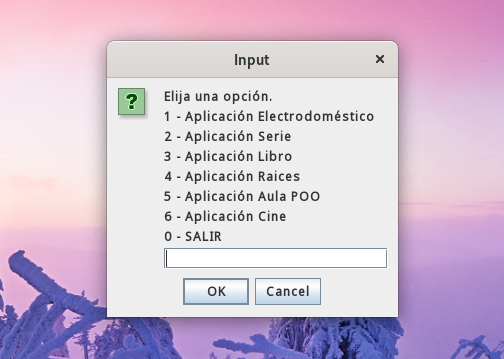 Input
×
?
Elija una opción.
1 - Aplicación Electrodoméstico
2 - Aplicación Serie
3 - Aplicación Libro
4 - Aplicación Raices
5 - Aplicación Aula POO
6 - Aplicación Cine
0 - SALIR
OK Cancel